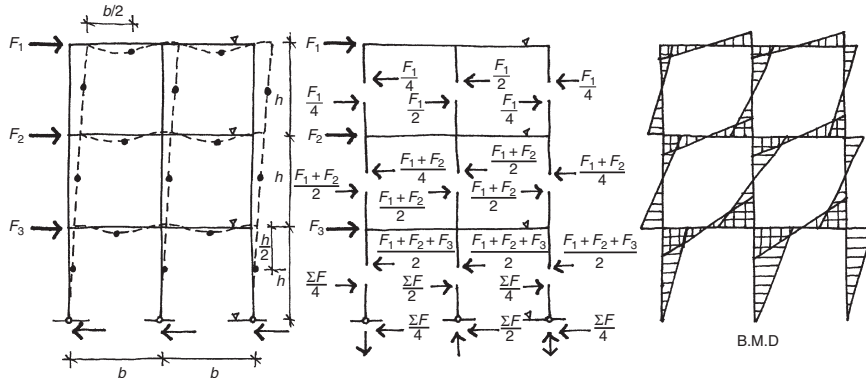 b/2
F₁
F₂
F₃
h
h
h/2
h
b
b
F₁
F₁/4
F₁/2
F₁/4
F₁/4
F₁/2
F₁/4
F₂
F₁ + F₂/4
F₁ + F₂/2
F₁ + F₂/4
F₁ + F₂/2
F₁ + F₂/2
F₁ + F₂/2
F₃
F₁ + F₂ + F₃/2
F₁ + F₂ + F₃/2
F₁ + F₂ + F₃/2
ΣF/4
ΣF/2
ΣF/4
ΣF/4
ΣF/2
ΣF/4
B.M.D